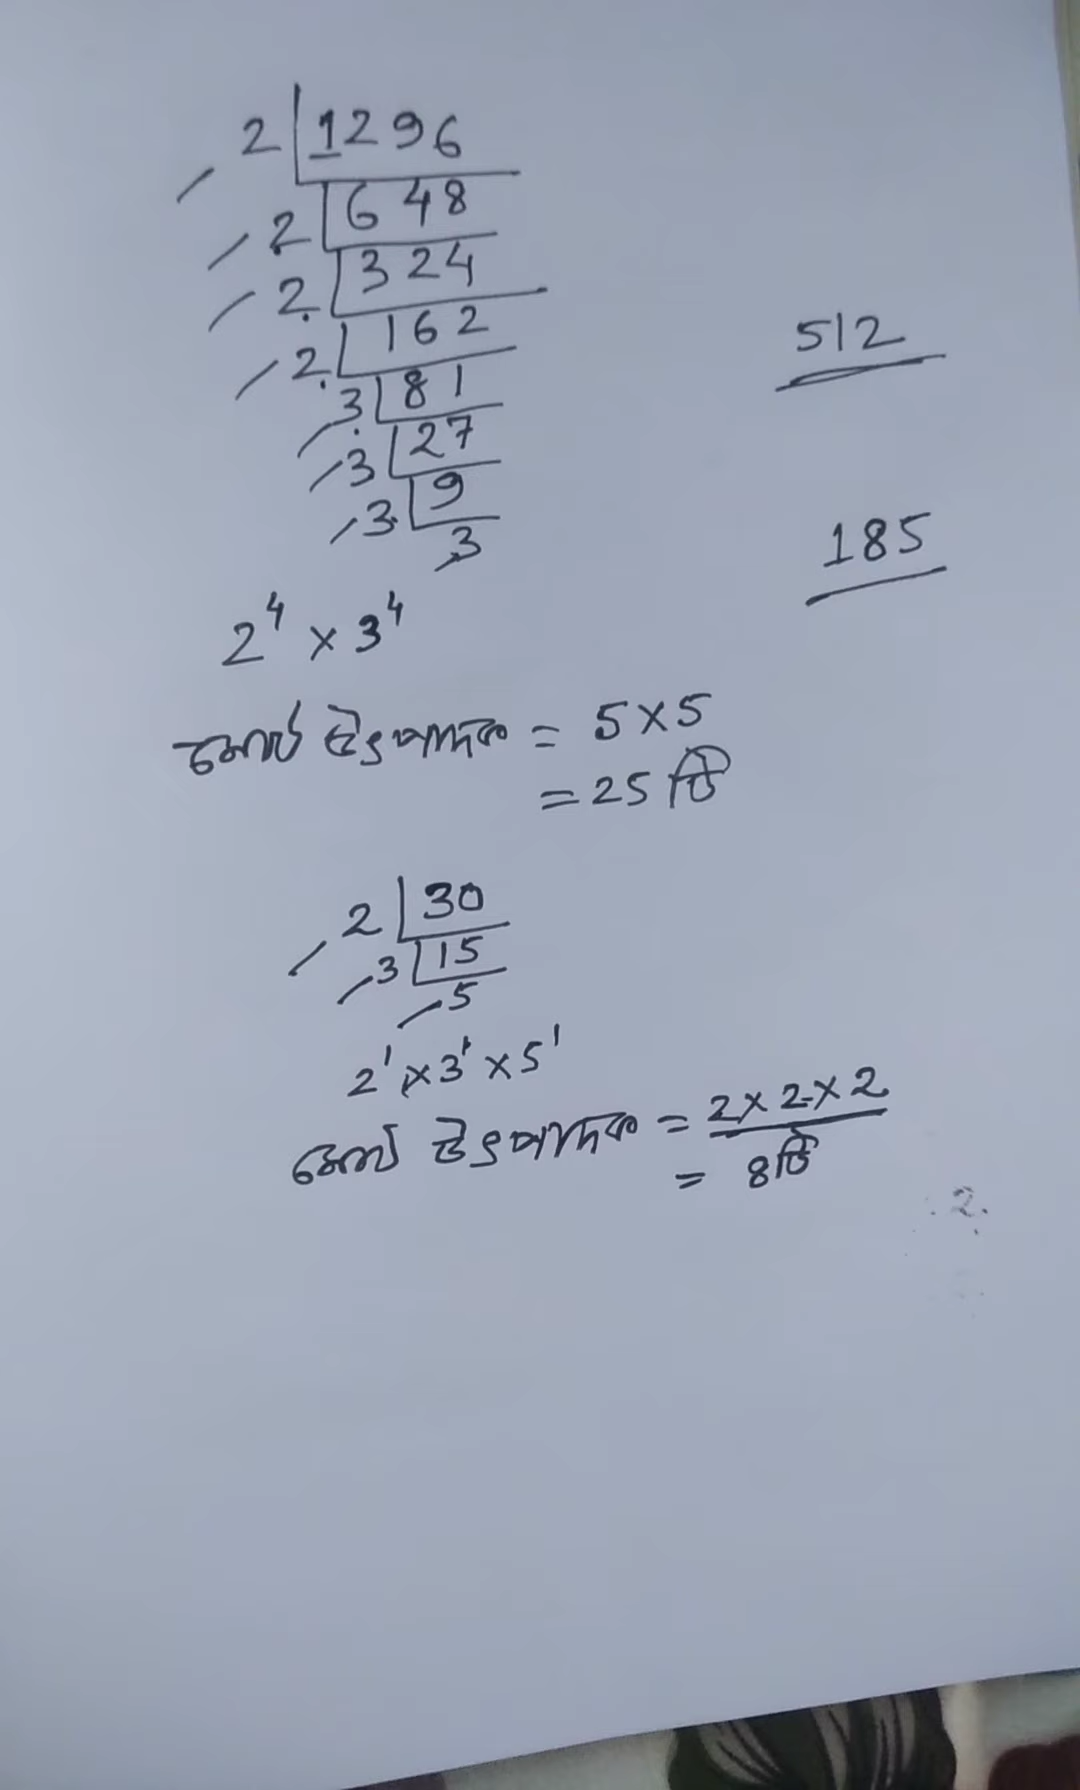 2 | 1296
2 | 648
2 | 324
2 | 162
3 | 81
3 | 27
3 | 9
3
512
185
2⁴ × 3⁴
মোট উৎপাদক = 5×5
= 25 টি
2 | 30
3 | 15
5
2¹ × 3¹ × 5¹
মোট উৎপাদক = 2×2×2
= 8 টি
2.